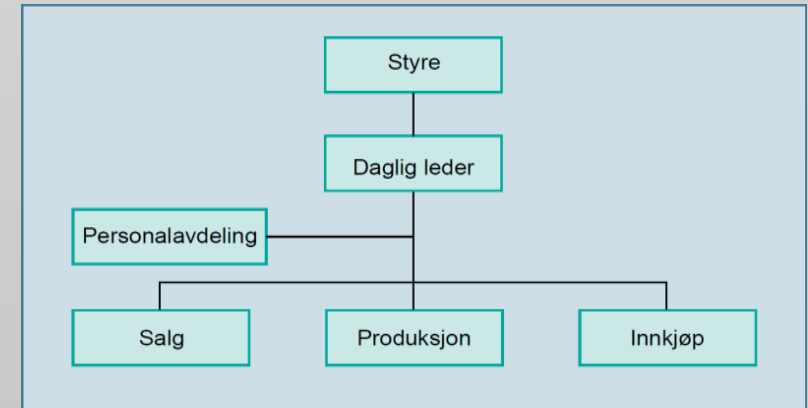 Styre
Daglig leder
Personalavdeling
Salg
Produksjon
Innkjøp